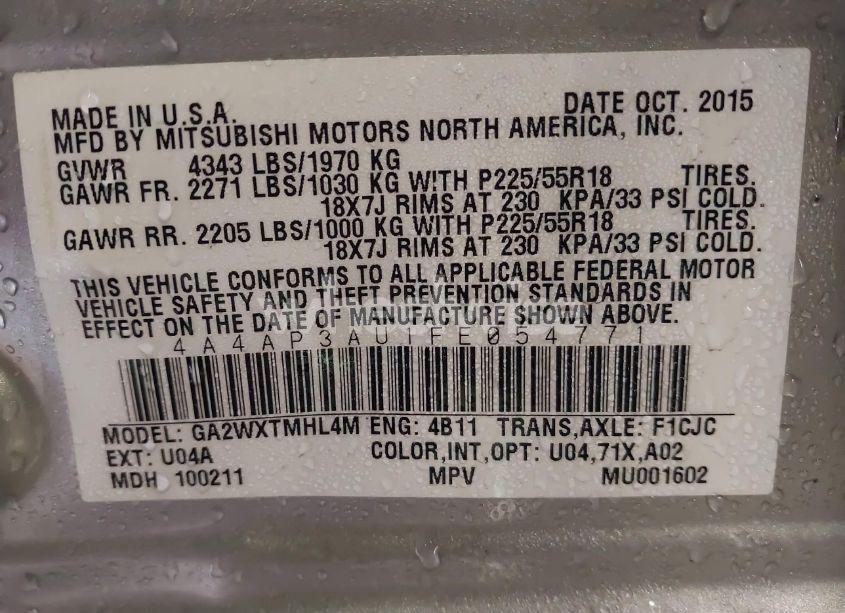 MADE IN U.S.A. DATE OCT. 2015
MFD BY MITSUBISHI MOTORS NORTH AMERICA, INC.
GVWR 4343 LBS/1970 KG
GAWR FR. 2271 LBS/1030 KG WITH P225/55R18 TIRES.
18X7J RIMS AT 230 KPA/33 PSI COLD.
GAWR RR. 2205 LBS/1000 KG WITH P225/55R18 TIRES.
18X7J RIMS AT 230 KPA/33 PSI COLD.
THIS VEHICLE CONFORMS TO ALL APPLICABLE FEDERAL MOTOR
VEHICLE SAFETY AND THEFT PREVENTION STANDARDS IN
EFFECT ON THE DATE OF MANUFACTURE SHOWN ABOVE.
4A4AP3AU1FE054771
MODEL: GA2WXTMHL4M ENG: 4B11 TRANS,AXLE: F1CJC
EXT: U04A COLOR,INT,OPT: U04,71X,A02
MDH 100211 MPV MU001602